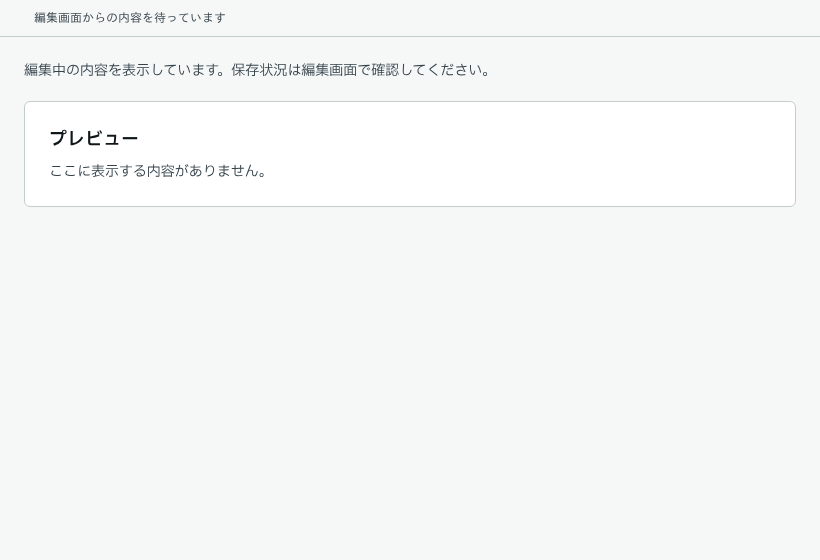 編集画面からの内容を待っています
編集中の内容を表示しています。保存状況は編集画面で確認してください。
プレビュー
ここに表示する内容がありません。